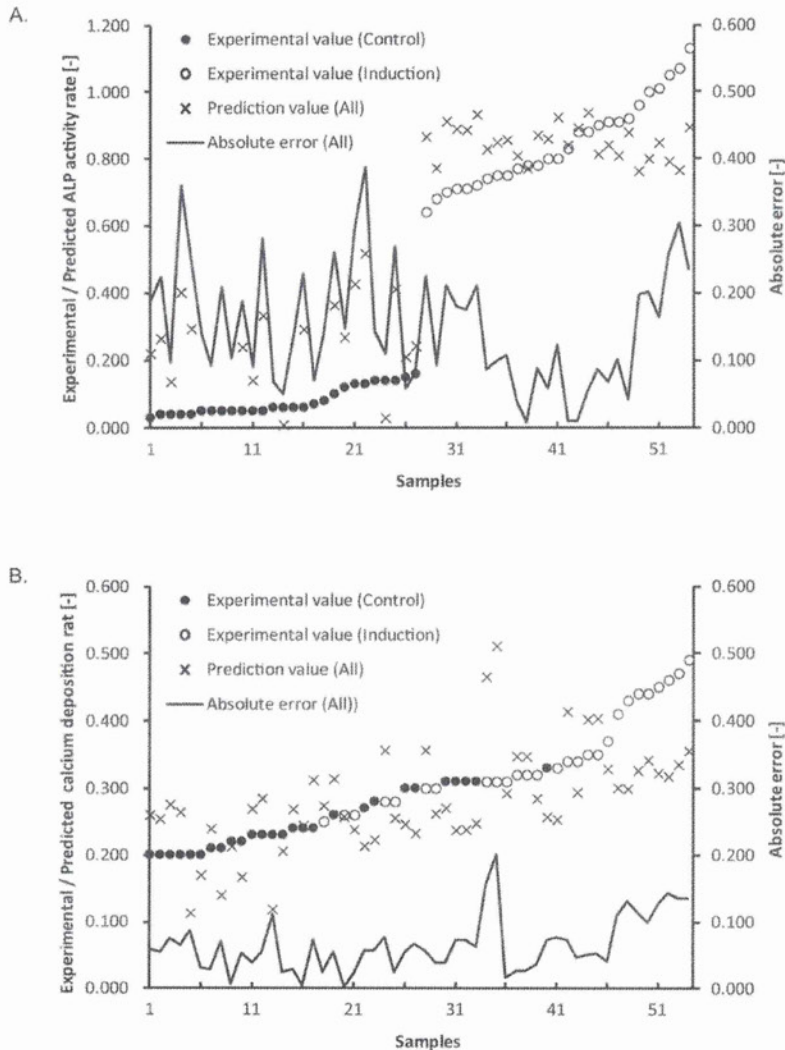 A.
1.200
1.000
0.800
0.600
0.400
0.200
0.000
Experimental / Predicted ALP activity rate [-]
Experimental value (Control)
Experimental value (Induction)
Prediction value (All)
Absolute error (All)
0.600
0.500
0.400
0.300
0.200
0.100
0.000
Absolute error [-]
1 11 21 31 41 51
Samples
B.
0.600
0.500
0.400
0.300
0.200
0.100
0.000
Experimental / Predicted calcium deposition rat [-]
Experimental value (Control)
Experimental value (Induction)
Prediction value (All)
Absolute error (All))
0.600
0.500
0.400
0.300
0.200
0.100
0.000
Absolute error [-]
1 11 21 31 41 51
Samples